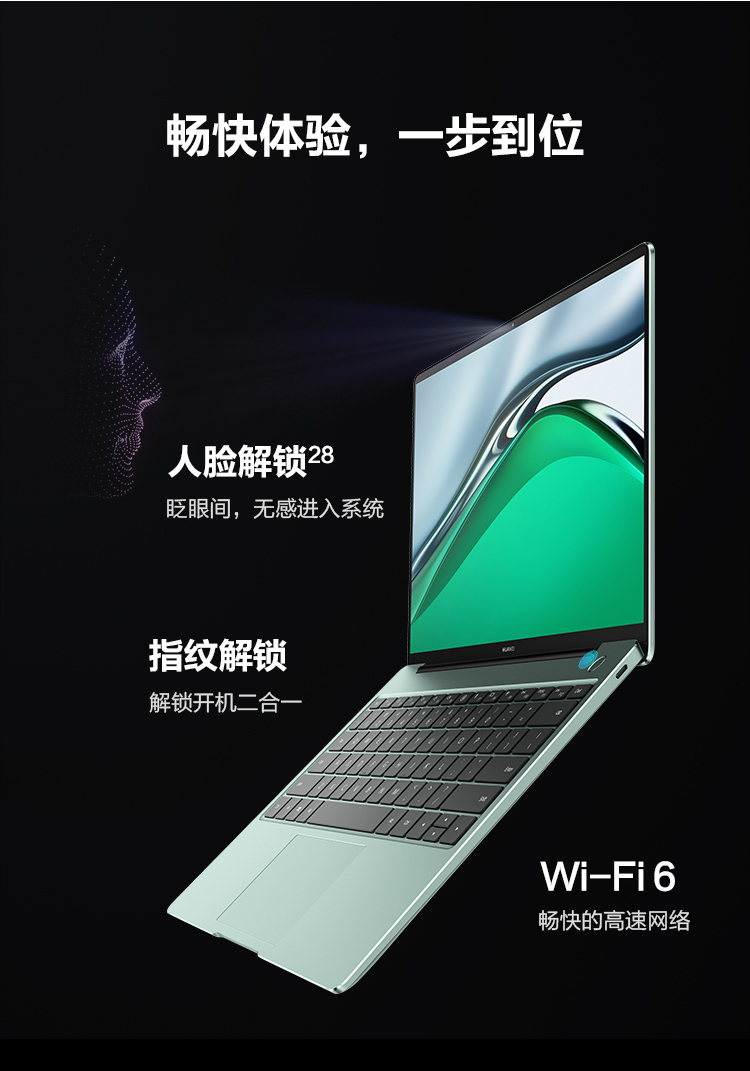 畅快体验，一步到位
人脸解锁28
眨眼间，无感进入系统
指纹解锁
解锁开机二合一
HUAWEI
Wi-Fi 6
畅快的高速网络